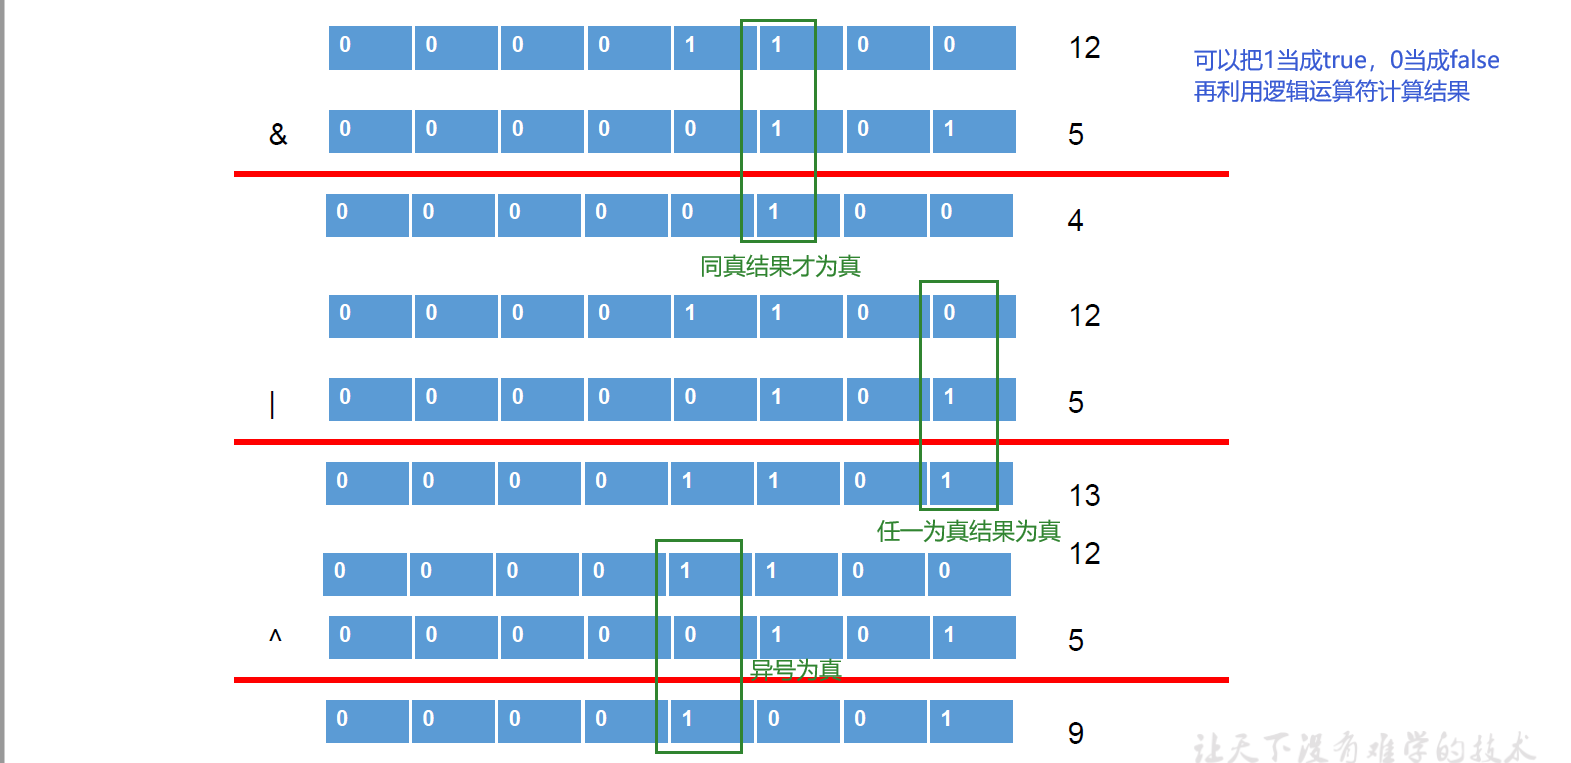 0 0 0 0 1 1 0 0 12
可以把1当成true，0当成false
再利用逻辑运算符计算结果
& 0 0 0 0 0 1 0 1 5
0 0 0 0 0 1 0 0 4
同真结果才为真
0 0 0 0 1 1 0 0 12
| 0 0 0 0 0 1 0 1 5
0 0 0 0 1 1 0 1 13
任一为真结果为真
0 0 0 0 1 1 0 0 12
^ 0 0 0 0 0 1 0 1 5
异号为真
0 0 0 0 1 0 0 1 9
让天下没有难学的技术